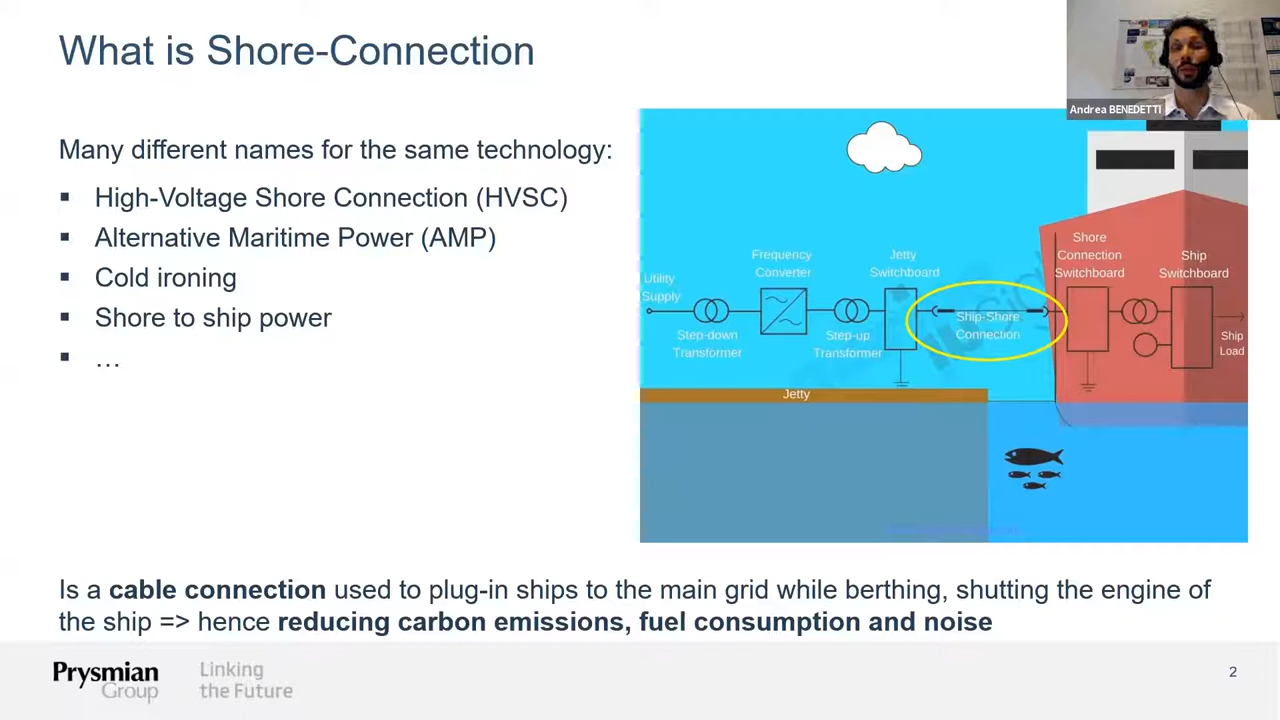 What is Shore-Connection
Andrea BENEDETTI
Many different names for the same technology:
▪ High-Voltage Shore Connection (HVSC)
▪ Alternative Maritime Power (AMP)
▪ Cold ironing
▪ Shore to ship power
▪ …
Utility
Supply
Step-down
Transformer
Frequency
Converter
Step-up
Transformer
Jetty
Switchboard
Ship-Shore
Connection
Shore
Connection
Switchboard
Ship
Switchboard
Ship
Load
Jetty
Is a cable connection used to plug-in ships to the main grid while berthing, shutting the engine of
the ship => hence reducing carbon emissions, fuel consumption and noise
Prysmian
Group
Linking
the Future
2